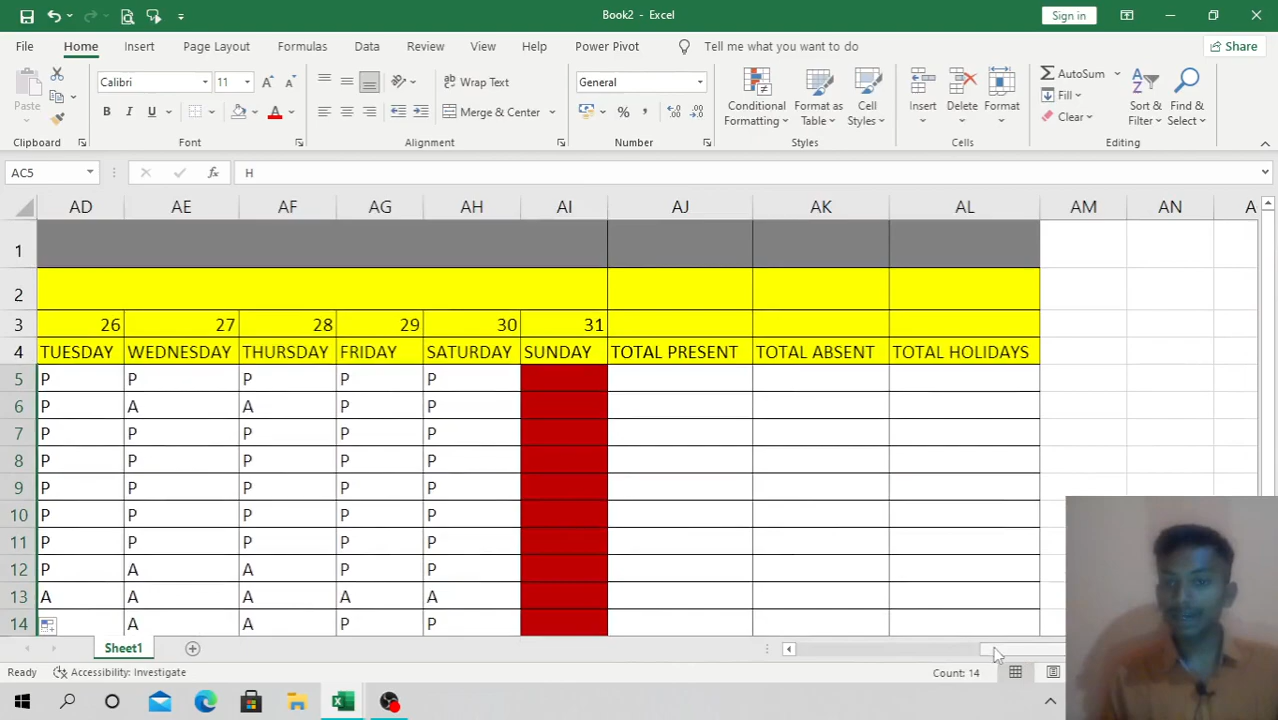 Book2 - Excel
Sign in
File Home Insert Page Layout Formulas Data Review View Help Power Pivot Tell me what you want to do Share
Paste
Calibri 11
B I U
Wrap Text
Merge & Center
General
Conditional Formatting
Format as Table
Cell Styles
Insert
Delete
Format
AutoSum
Fill
Clear
Sort & Filter
Find & Select
Clipboard Font Alignment Number Styles Cells Editing
AC5 H
AD AE AF AG AH AI AJ AK AL AM AN A
1
2
3 26 27 28 29 30 31
4 TUESDAY WEDNESDAY THURSDAY FRIDAY SATURDAY SUNDAY TOTAL PRESENT TOTAL ABSENT TOTAL HOLIDAYS
5 P P P P P
6 P A A P P
7 P P P P P
8 P P P P P
9 P P P P P
10 P P P P P
11 P P P P P
12 P A A P P
13 A A A A A
14 A A P P
Sheet1
Ready Accessibility: Investigate Count: 14